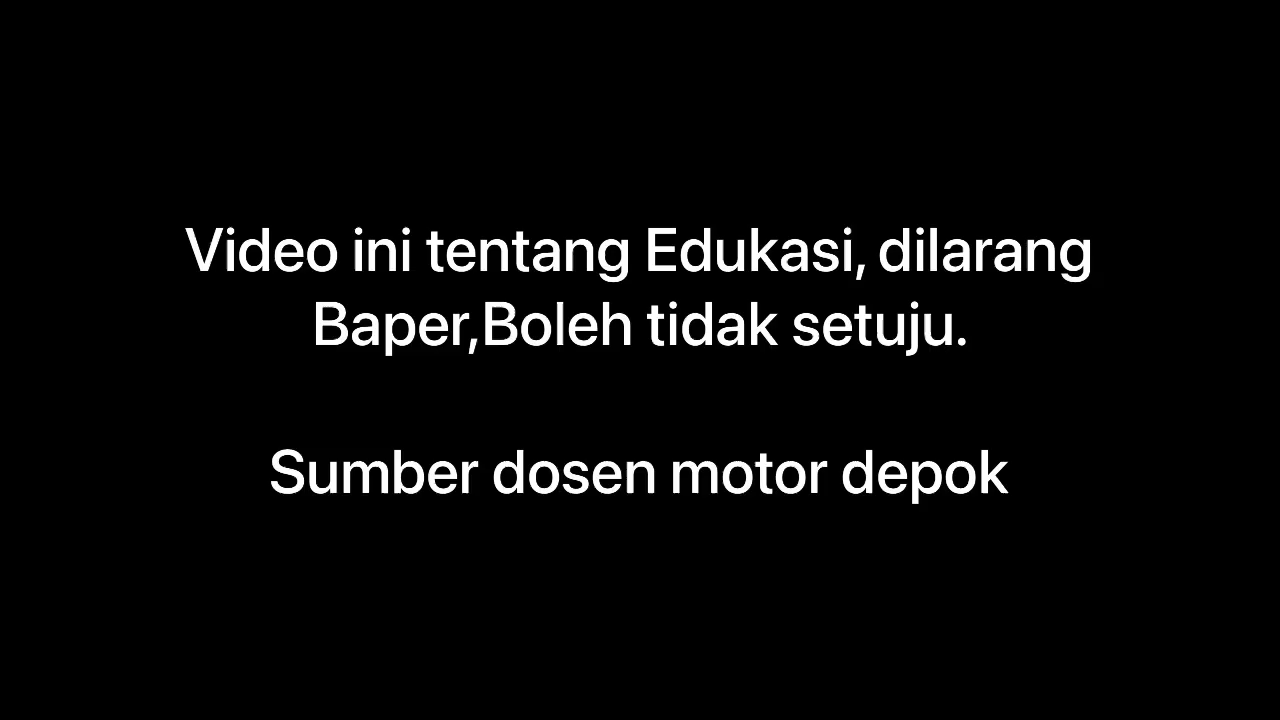 Video ini tentang Edukasi, dilarang
Baper,Boleh tidak setuju.
Sumber dosen motor depok